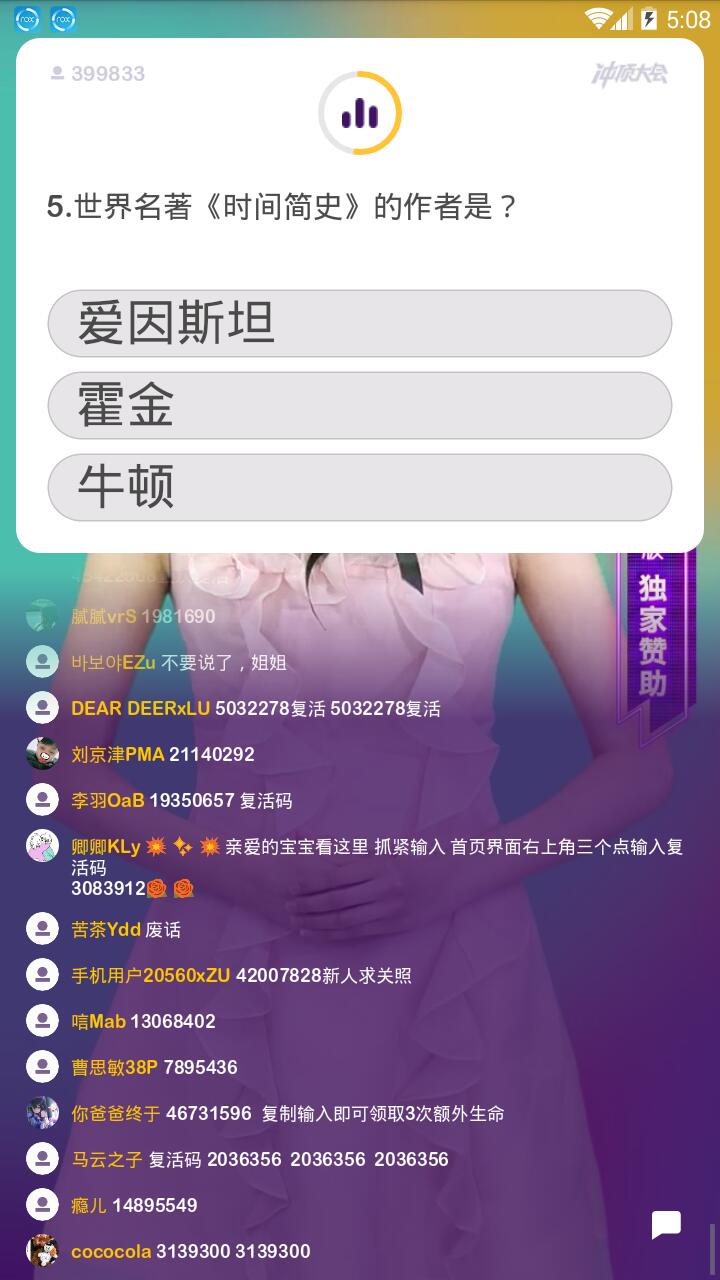 5:08
399833
冲顶大会
5.世界名著《时间简史》的作者是？
爱因斯坦
霍金
牛顿
独家赞助
腻腻vrS 1981690
바보야EZu 不要说了，姐姐
DEAR DEERxLU 5032278复活 5032278复活
刘京津PMA 21140292
李羽OaB 19350657 复活码
卿卿KLy 💥 ✨ 💥 亲爱的宝宝看这里 抓紧输入 首页界面右上角三个点输入复
活码
3083912🌹 🌹
苦茶Ydd 废话
手机用户20560xZU 42007828新人求关照
唁Mab 13068402
曹思敏38P 7895436
你爸爸终于 46731596 复制输入即可领取3次额外生命
马云之子 复活码 2036356 2036356 2036356
瘾儿 14895549
cococola 3139300 3139300